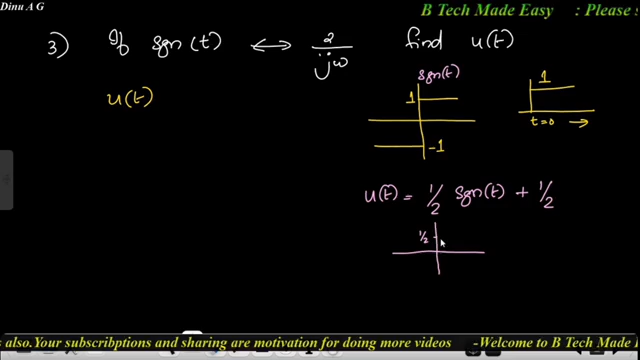 Dinu A G
B Tech Made Easy : Please s
3) If sgn(t) ↔ 2/jω find u(t)
u(t)
sgn(t)
1
-1
1
t=0 →
u(t) = 1/2 sgn(t) + 1/2
1/2
s also.Your subscribptions and sharing are motivation for doing more videos -Welcome to B Tech Made